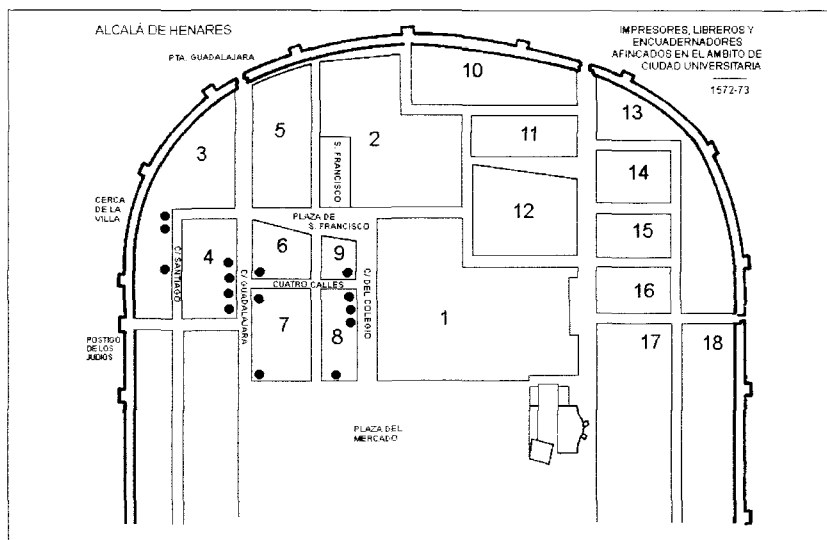 ALCALÁ DE HENARES
IMPRESORES, LIBREROS Y
ENCUADERNADORES
AFINCADOS EN EL AMBITO DE
CIUDAD UNIVERSITARIA
1572-73
PTA. GUADALAJARA
10
13
5
2
11
3
S. FRANCISCO
14
CERCA
DE LA
VILLA
12
PLAZA DE
S. FRANCISCO
15
C/ SANTIAGO
4
C/ GUADALAJARA
6
9
C/ DEL COLEGIO
CUATRO CALLES
16
7
8
1
POSTIGO
DE LOS
JUDIOS
17
18
PLAZA DEL
MERCADO